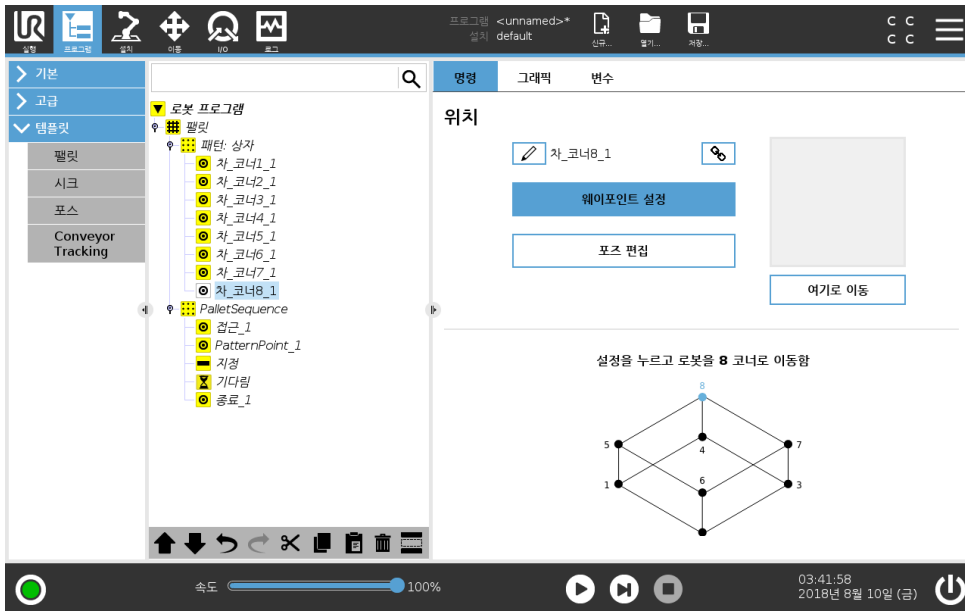 프로그램 <unnamed>*
설치 default
C C
C C
실행
프로그램
설치
이동
I/O
로그
신규...
열기...
저장...
기본
고급
템플릿
팰릿
시크
포스
Conveyor
Tracking
로봇 프로그램
팰릿
패턴: 상자
차_코너1_1
차_코너2_1
차_코너3_1
차_코너4_1
차_코너5_1
차_코너6_1
차_코너7_1
차_코너8_1
PalletSequence
접근_1
PatternPoint_1
지정
기다림
종료_1
명령 그래픽 변수
위치
차_코너8_1
웨이포인트 설정
포즈 편집
여기로 이동
설정을 누르고 로봇을 8 코너로 이동함
8
5
7
4
1
6
3
속도 100%
03:41:58
2018년 8월 10일 (금)